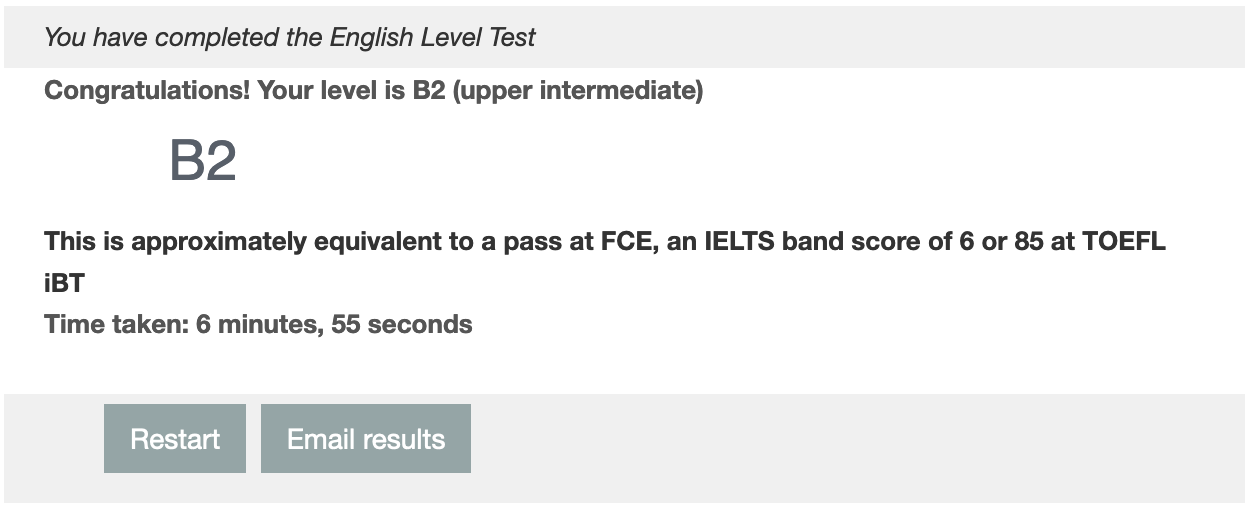 You have completed the English Level Test
Congratulations! Your level is B2 (upper intermediate)
B2
This is approximately equivalent to a pass at FCE, an IELTS band score of 6 or 85 at TOEFL
iBT
Time taken: 6 minutes, 55 seconds
Restart Email results